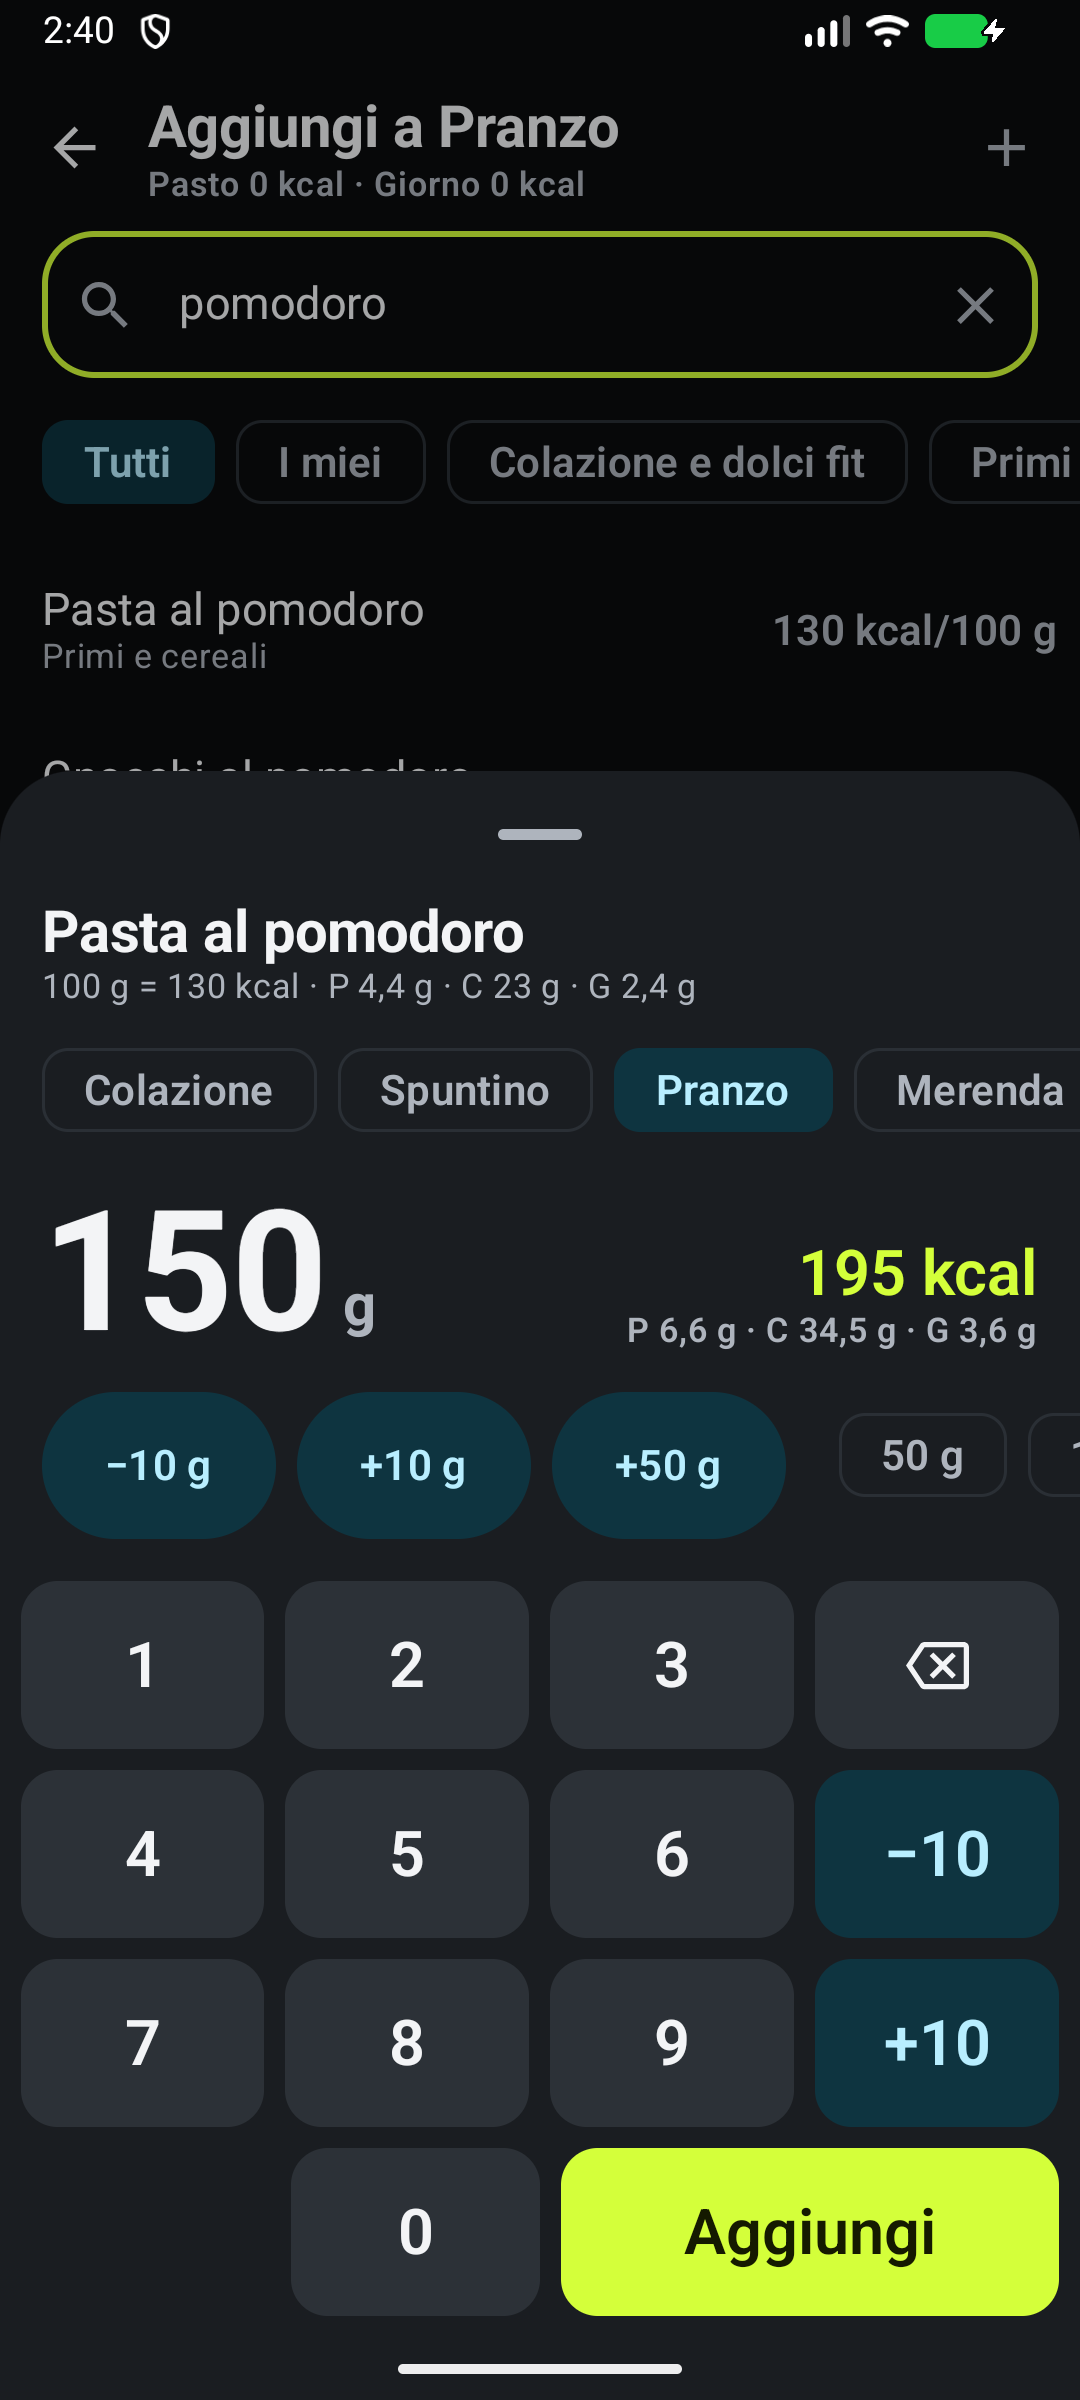 2:40
Aggiungi a Pranzo
Pasto 0 kcal · Giorno 0 kcal
pomodoro
Tutti
I miei
Colazione e dolci fit
Primi
Pasta al pomodoro
130 kcal/100 g
Primi e cereali
Pasta al pomodoro
100 g = 130 kcal · P 4,4 g · C 23 g · G 2,4 g
Colazione
Spuntino
Pranzo
Merenda
150 g
195 kcal
P 6,6 g · C 34,5 g · G 3,6 g
−10 g
+10 g
+50 g
50 g
1
2
3
4
5
6
−10
7
8
9
+10
0
Aggiungi